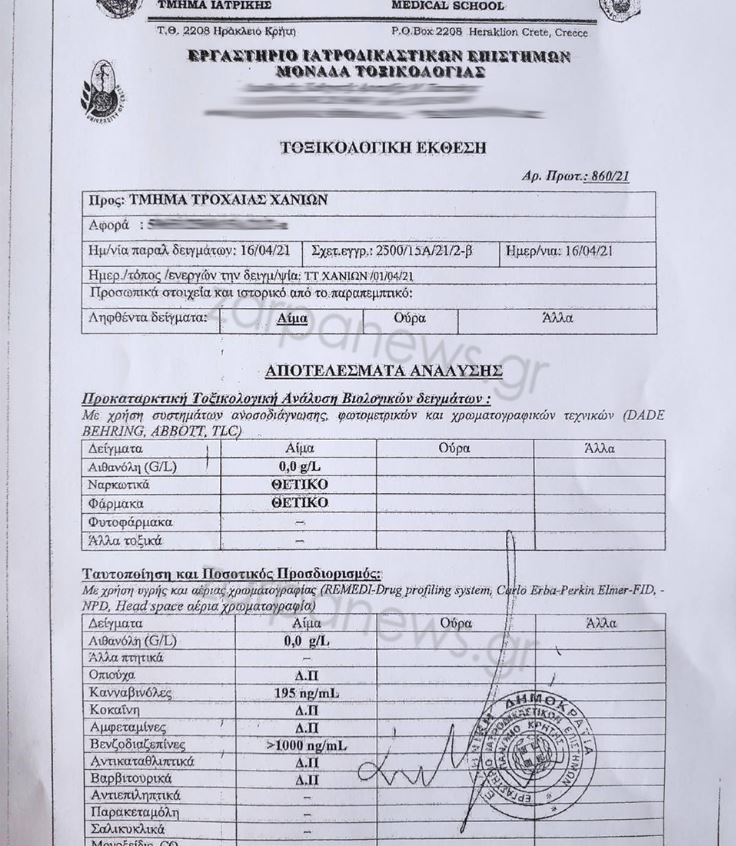 ΤΜΗΜΑ ΙΑΤΡΙΚΗΣ MEDICAL SCHOOL
Τ.Θ. 2208 Ηράκλειο Κρήτη P.O.Box 2208 Heraklion Crete, Greece
ΕΡΓΑΣΤΗΡΙΟ ΙΑΤΡΟΔΙΚΑΣΤΙΚΩΝ ΕΠΙΣΤΗΜΩΝ
ΜΟΝΑΔΑ ΤΟΞΙΚΟΛΟΓΙΑΣ
ΤΟΞΙΚΟΛΟΓΙΚΗ ΕΚΘΕΣΗ
Αρ. Πρωτ.: 860/21
Προς: ΤΜΗΜΑ ΤΡΟΧΑΙΑΣ ΧΑΝΙΩΝ
Αφορά :
Ημ/νία παραλ δειγμάτων: 16/04/21 Σχετ.εγγρ.: 2500/15Α/21/2-β Ημερ/νια: 16/04/21
Ημερ./τόπος /ενεργών την δειγμ/ψία: ΤΤ ΧΑΝΙΩΝ /01/04/21
Προσωπικά στοιχεία και ιστορικό από το παραπεμπτικό:
Ληφθέντα δείγματα: Αίμα Ούρα Άλλα
zarpanews.gr
ΑΠΟΤΕΛΕΣΜΑΤΑ ΑΝΑΛΥΣΗΣ
Προκαταρκτική Τοξικολογική Ανάλυση Βιολογικών δειγμάτων :
Με χρήση συστημάτων ανοσοδιάγνωσης, φωτομετρικών και χρωματογραφικών τεχνικών (DADE
BEHRING, ABBOTT, TLC)
Δείγματα Αίμα Ούρα Άλλα
Αιθανόλη (G/L) 0,0 g/L
Ναρκωτικά ΘΕΤΙΚΟ
Φάρμακα ΘΕΤΙΚΟ
Φυτοφάρμακα –
Άλλα τοξικά –
Ταυτοποίηση και Ποσοτικός Προσδιορισμός:
Με χρήση υγρής και αέριας χρωματογραφίας (REMEDI-Drug profiling system, Carlo Erba-Perkin Elmer-FID, -
NPD, Head space αέρια χρωματογραφία)
zarpanews.gr
Δείγματα Αίμα Ούρα Άλλα
Αιθανόλη (G/L) 0,0 g/L
Άλλα πτητικά –
Οπιούχα Δ.Π
Κανναβινόλες 195 ng/mL
Κοκαΐνη Δ.Π
Αμφεταμίνες Δ.Π
Βενζοδιαζεπίνες >1000 ng/mL
Αντικαταθλιπτικά Δ.Π
Βαρβιτουρικά Δ.Π
Αντιεπιληπτικά –
Παρακεταμόλη –
Σαλικυκλικά –